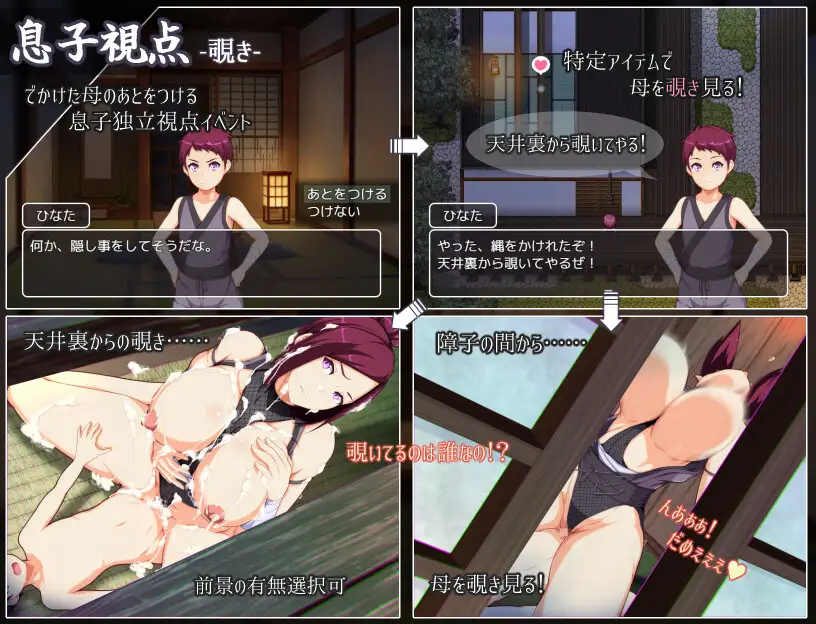 息子視点 -覗き-
でかけた母のあとをつける
息子独立視点イベント
あとをつける
つけない
ひなた
何か、隠し事をしてそうだな。
特定アイテムで
母を覗き見る!
天井裏から覗いてやる!
ひなた
やった、縄をかけれたぞ!
天井裏から覗いてやるぜ!
天井裏からの覗き……
障子の間から……
覗いてるのは誰なの!?
んあぁぁ!
だめえええ
前景の有無選択可
母を覗き見る!